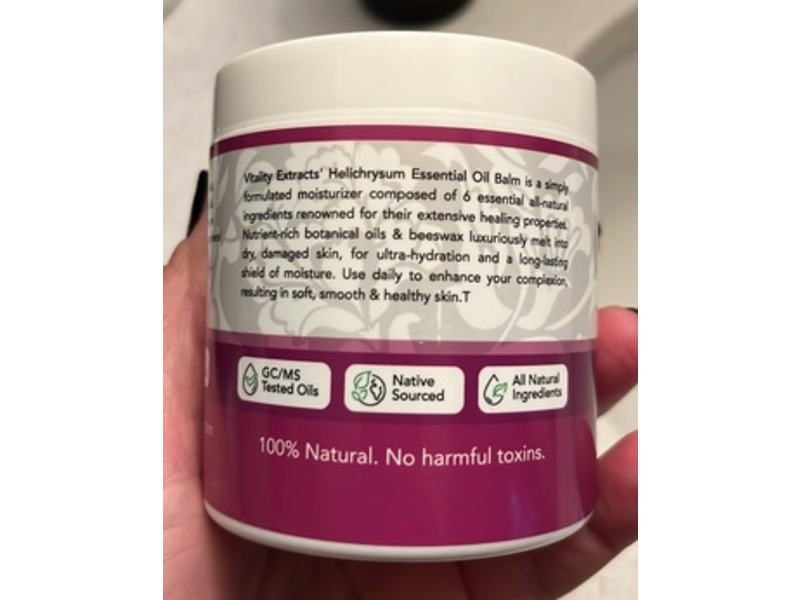 Vitality Extracts' Helichrysum Essential Oil Balm is a simply
formulated moisturizer composed of 6 essential all-natural
ingredients renowned for their extensive healing properties.
Nutrient-rich botanical oils & beeswax luxuriously melt into
dry, damaged skin, for ultra-hydration and a long-lasting
shield of moisture. Use daily to enhance your complexion,
resulting in soft, smooth & healthy skin.T
GC/MS
Tested Oils
Native
Sourced
All Natural
Ingredients
100% Natural. No harmful toxins.